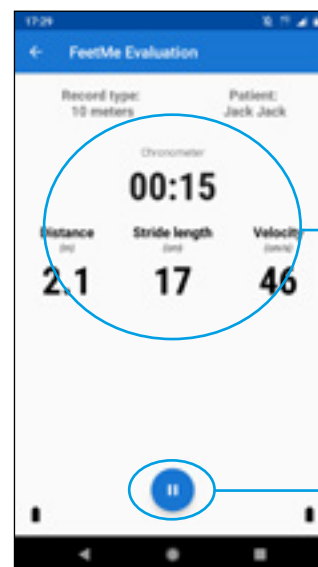 17:29
FeetMe Evaluation
Record type: Patient:
10 meters Jack Jack
Chronometer
00:15
Distance Stride length Velocity
(m) (cm) (cm/s)
2.1 17 46